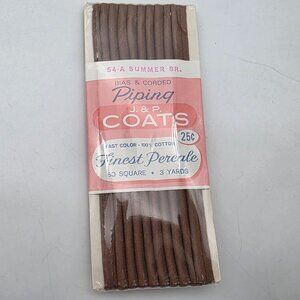 54-A SUMMER BR.
BIAS & CORDED
Piping
J. & P.
COATS
25¢
FAST COLOR - 100% COTTON
Finest Percale
80 SQUARE • 3 YARDS